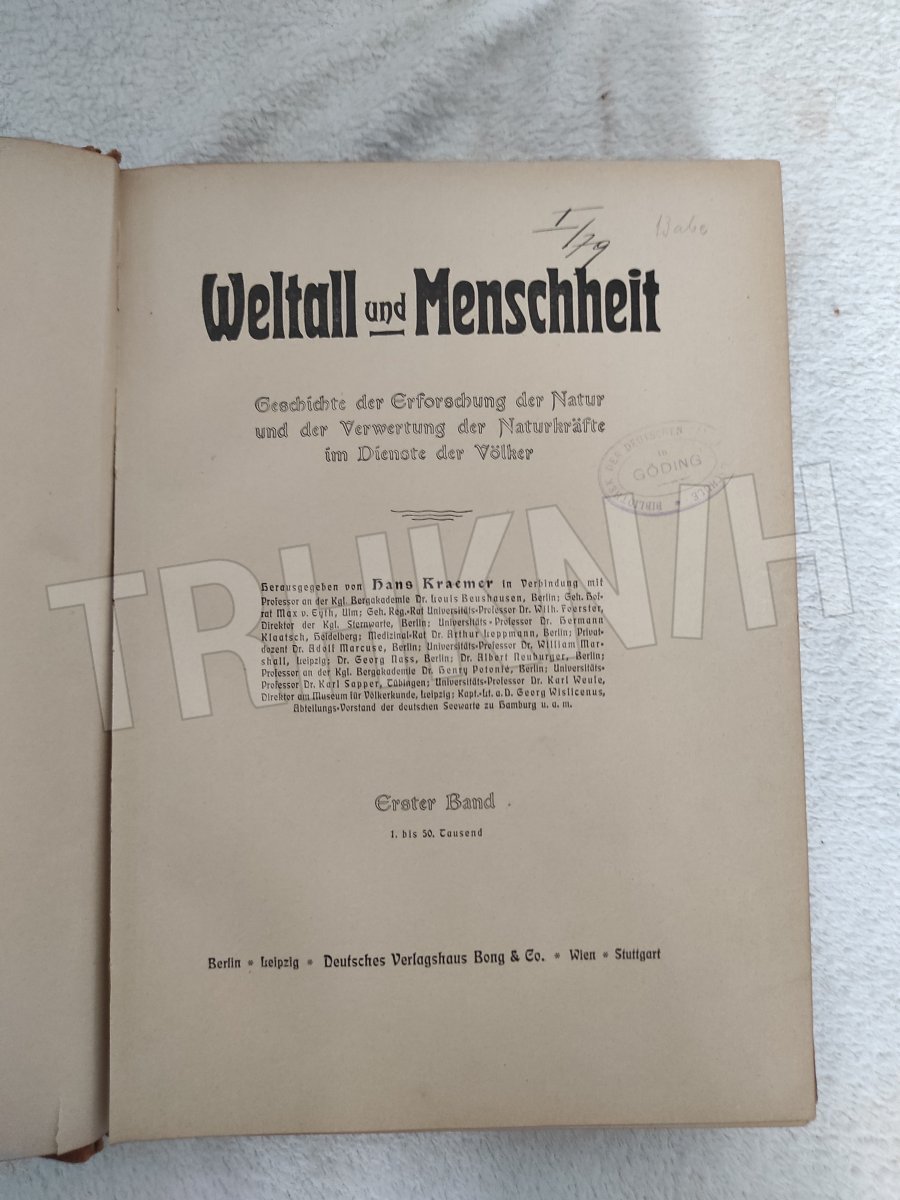 I/79
Weltall und Menschheit
Geschichte der Erforschung der Natur
und der Verwertung der Naturkräfte
im Dienste der Völker
BIBLIOTHEK DER DEUTSCHEN
in
GÖDING
TRUKNIH
Herausgegeben von Hans Kraemer in Verbindung mit
Professor an der Kgl. Bergakademie Dr. Louis Beushausen, Berlin; Geh. Hof-
rat Max v. Eyth, Ulm; Geh. Reg.-Rat Universitäts-Professor Dr. Wilh. Foerster,
Direktor der Kgl. Sternwarte, Berlin; Universitäts-Professor Dr. Hermann
Klaatsch, Heidelberg; Medizinal-Rat Dr. Arthur Leppmann, Berlin; Privat-
dozent Dr. Adolf Marcuse, Berlin; Universitäts-Professor Dr. William Mar-
shall, Leipzig; Dr. Georg Nass, Berlin; Dr. Albert Neuburger, Berlin;
Professor an der Kgl. Bergakademie Dr. Henry Potonié, Berlin; Universitäts-
Professor Dr. Karl Sapper, Tübingen; Universitäts-Professor Dr. Karl Weule,
Direktor am Museum für Völkerkunde, Leipzig; Kapt.-Lt. a. D. Georg Wislicenus,
Abteilungs-Vorstand der deutschen Seewarte zu Hamburg u. a. m.
Erster Band
1. bis 50. Tausend
Berlin * Leipzig * Deutsches Verlagshaus Bong & Co. * Wien * Stuttgart